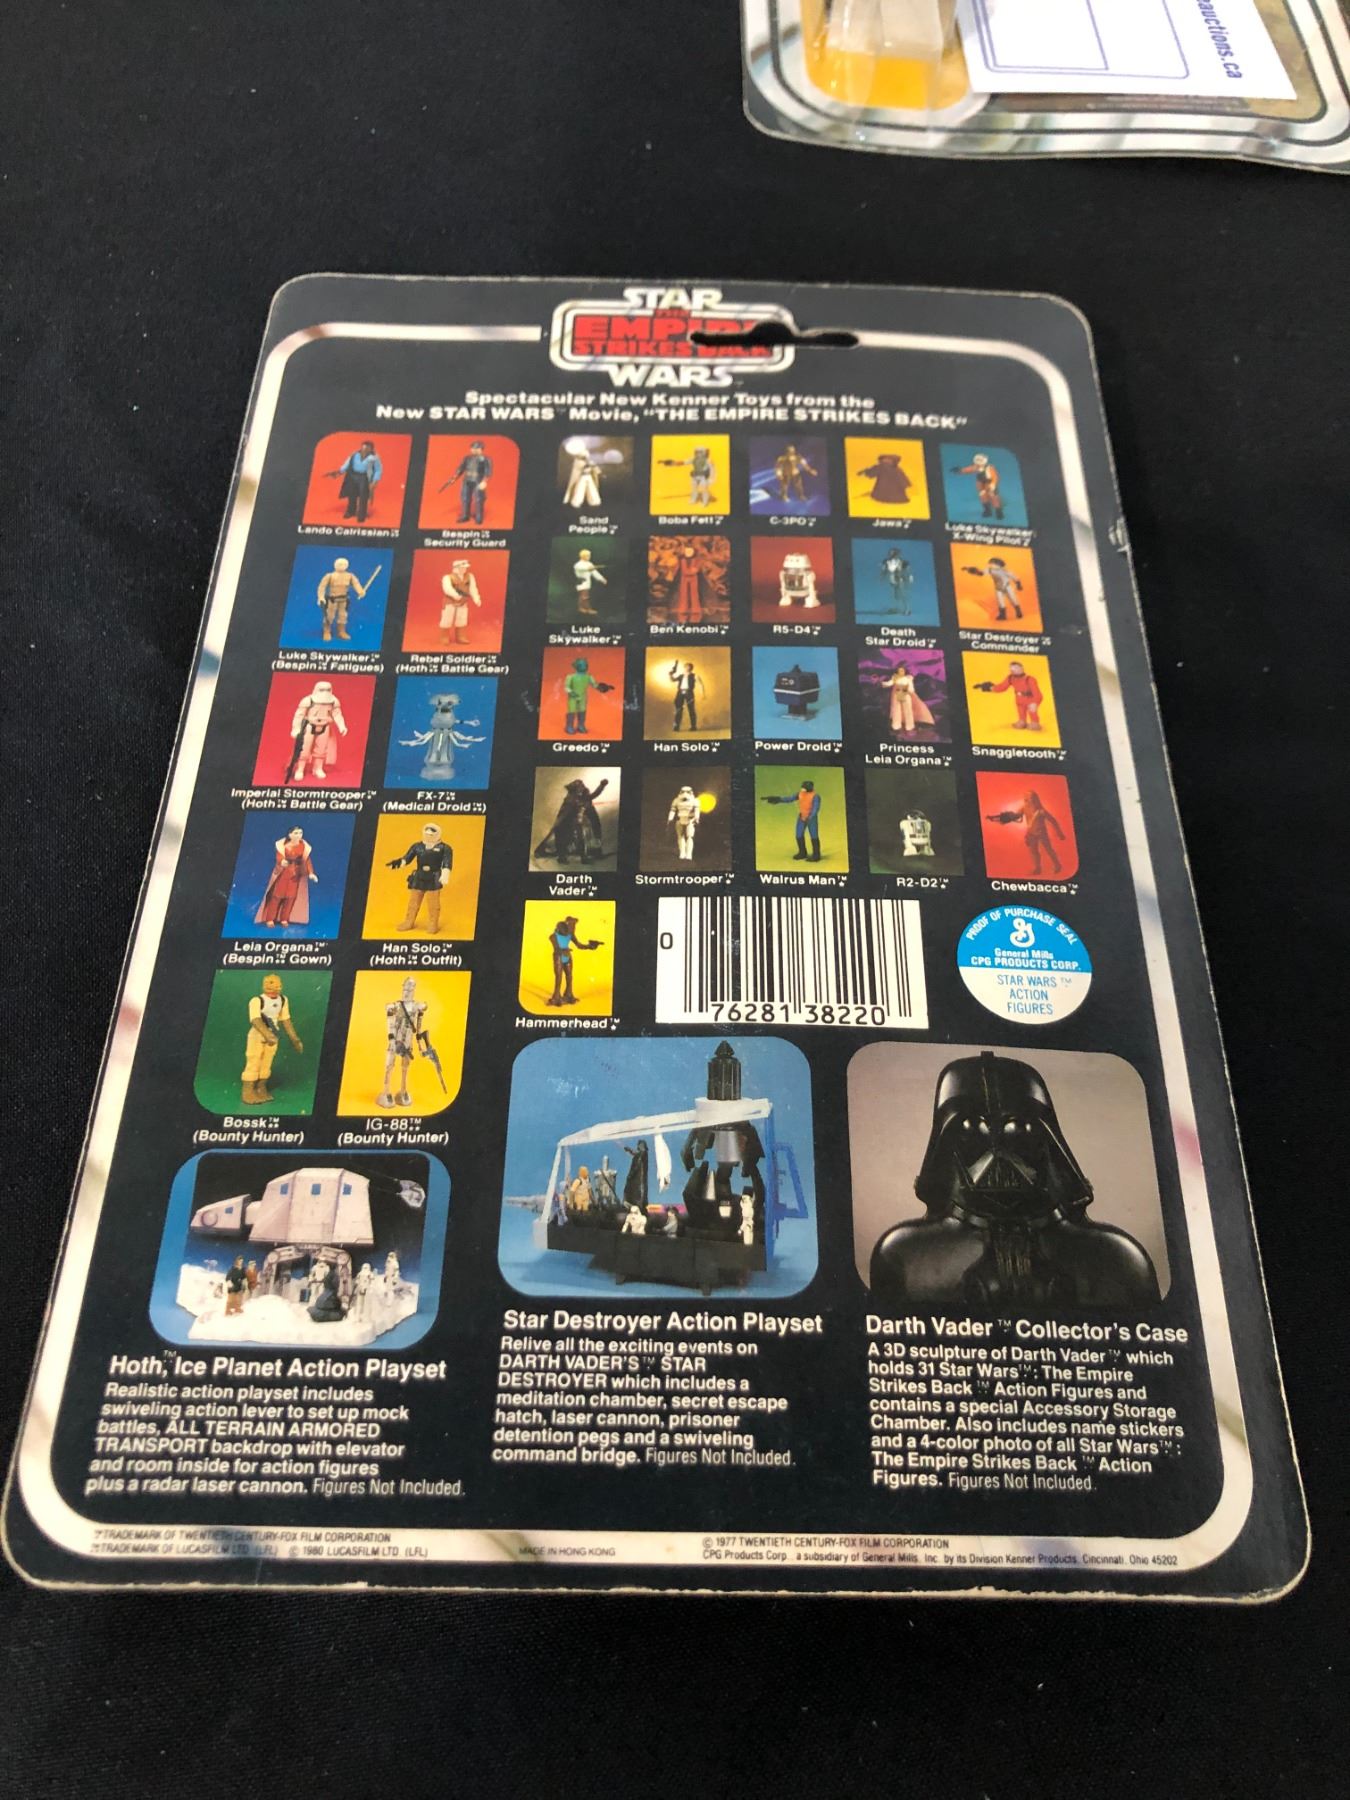 eauctions.ca
STAR
THE
EMPIRE
STRIKES BACK
WARS™
Spectacular New Kenner Toys from the
New STAR WARS™ Movie, "THE EMPIRE STRIKES BACK"
Lando Calrissian
Bespin
Security Guard
Sand
People
Boba Fett
C-3PO
Jawa
Luke Skywalker:
X-Wing Pilot
Luke Skywalker
(Bespin Fatigues)
Rebel Soldier
(Hoth Battle Gear)
Luke
Skywalker
Ben Kenobi
R5-D4
Death
Star Droid
Star Destroyer
Commander
Imperial Stormtrooper
(Hoth Battle Gear)
FX-7
(Medical Droid)
Greedo
Han Solo
Power Droid
Princess
Leia Organa
Snaggletooth
Leia Organa
(Bespin Gown)
Han Solo
(Hoth Outfit)
Darth
Vader
Stormtrooper
Walrus Man
R2-D2
Chewbacca
Bossk
(Bounty Hunter)
IG-88
(Bounty Hunter)
Hammerhead
0 76281 38220
PROOF OF PURCHASE SEAL
General Mills
CPG PRODUCTS CORP.
STAR WARS™
ACTION
FIGURES
Hoth,™ Ice Planet Action Playset
Realistic action playset includes
swiveling action lever to set up mock
battles, ALL TERRAIN ARMORED
TRANSPORT backdrop with elevator
and room inside for action figures
plus a radar laser cannon. Figures Not Included.
Star Destroyer Action Playset
Relive all the exciting events on
DARTH VADER'S™ STAR
DESTROYER which includes a
meditation chamber, secret escape
hatch, laser cannon, prisoner
detention pegs and a swiveling
command bridge. Figures Not Included.
Darth Vader™ Collector's Case
A 3D sculpture of Darth Vader™ which
holds 31 Star Wars™: The Empire
Strikes Back™ Action Figures and
contains a special Accessory Storage
Chamber. Also includes name stickers
and a 4-color photo of all Star Wars™:
The Empire Strikes Back™ Action
Figures. Figures Not Included.
TRADEMARK OF TWENTIETH CENTURY-FOX FILM CORPORATION
TRADEMARK OF LUCASFILM LTD. (LFL) © 1980 LUCASFILM LTD. (LFL)
MADE IN HONG KONG
© 1977 TWENTIETH CENTURY-FOX FILM CORPORATION
CPG Products Corp. a subsidiary of General Mills, Inc. by its Division Kenner Products, Cincinnati, Ohio 45202